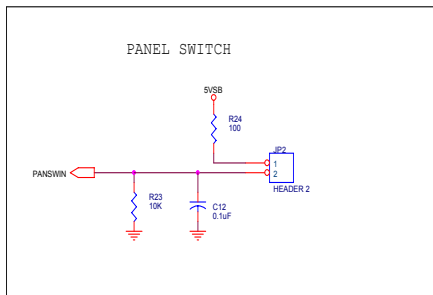 PANEL SWITCH
5VSB
R24
100
JP2
1
2
PANSWIN
HEADER 2
R23
10K
C12
0.1uF